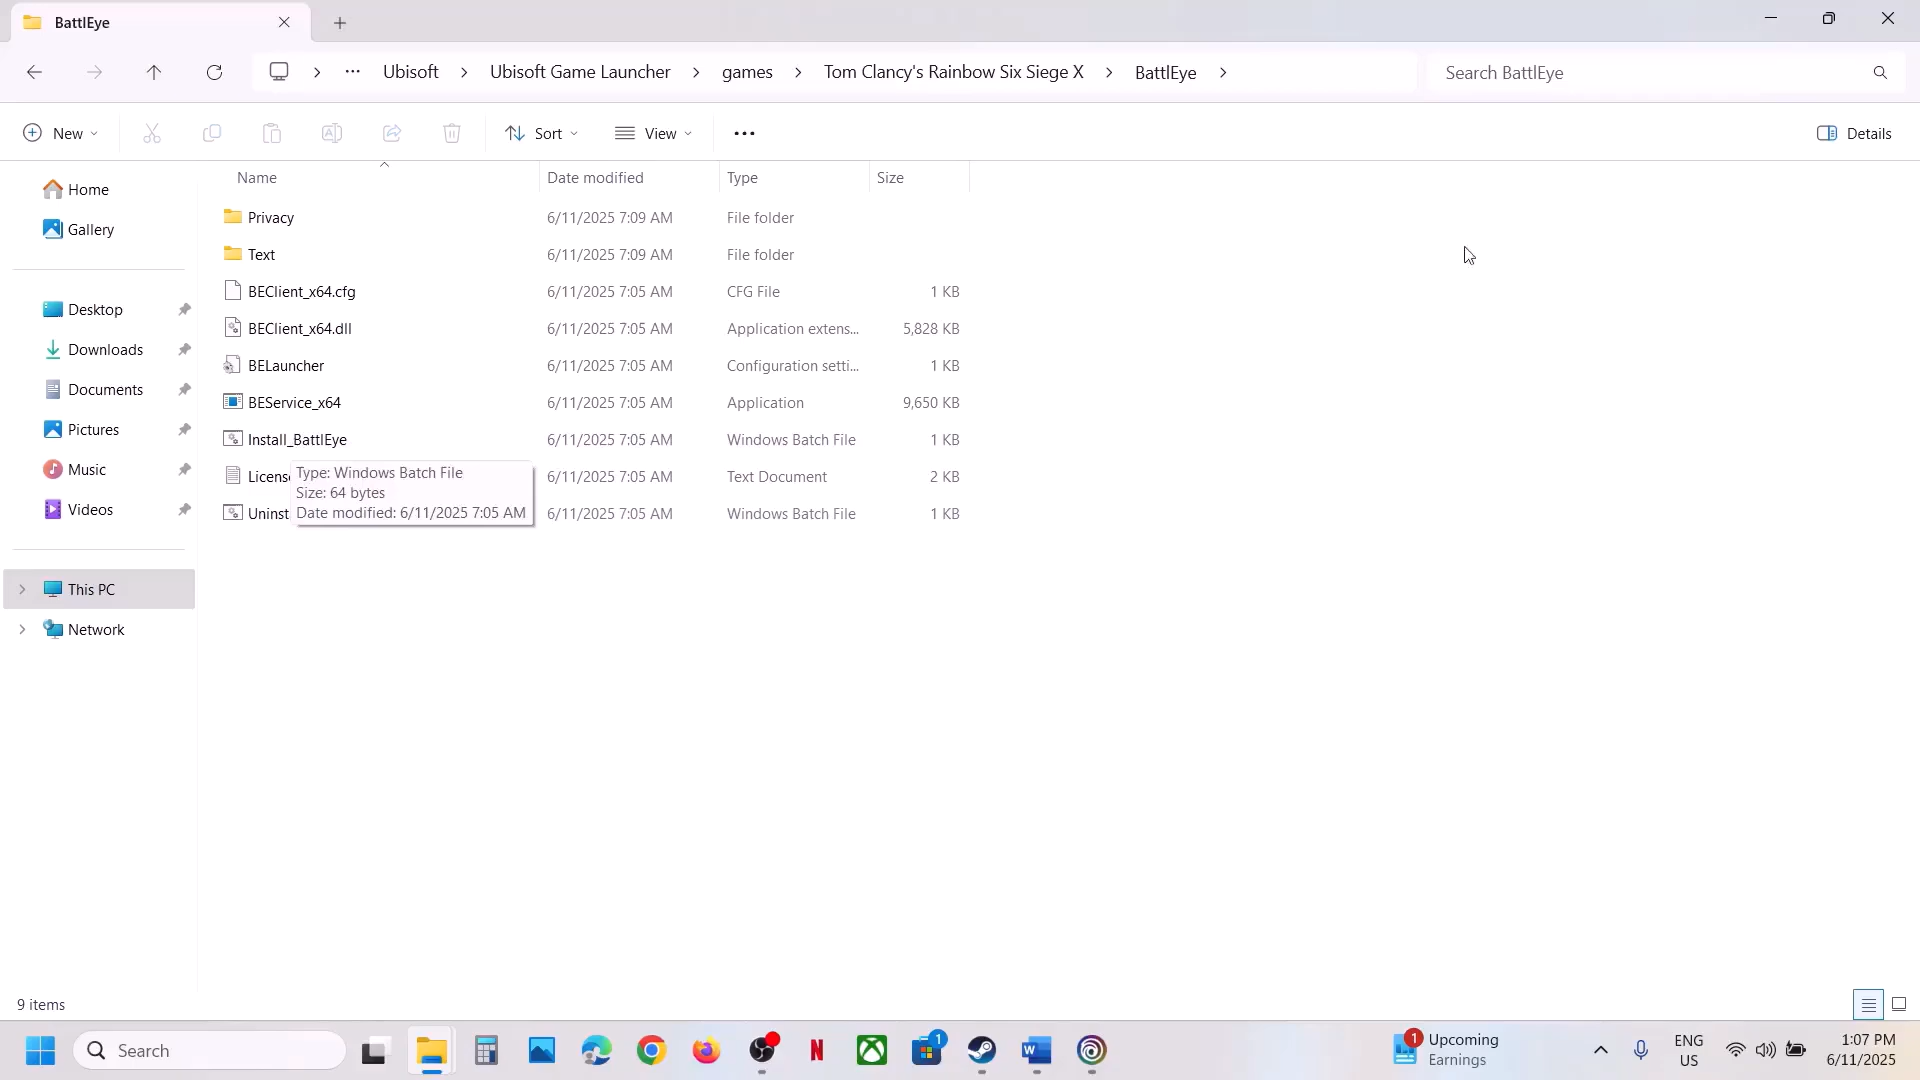 BattlEye
Ubisoft > Ubisoft Game Launcher > games > Tom Clancy's Rainbow Six Siege X > BattlEye >
Search BattlEye
New
Sort
View
Details
Name
Date modified
Type
Size
Home
Gallery
Desktop
Downloads
Documents
Pictures
Music
Videos
This PC
Network
Privacy 6/11/2025 7:09 AM File folder
Text 6/11/2025 7:09 AM File folder
BEClient_x64.cfg 6/11/2025 7:05 AM CFG File 1 KB
BEClient_x64.dll 6/11/2025 7:05 AM Application extens... 5,828 KB
BELauncher 6/11/2025 7:05 AM Configuration setti... 1 KB
BEService_x64 6/11/2025 7:05 AM Application 9,650 KB
Install_BattlEye 6/11/2025 7:05 AM Windows Batch File 1 KB
Licens 6/11/2025 7:05 AM Text Document 2 KB
Uninst 6/11/2025 7:05 AM Windows Batch File 1 KB
Type: Windows Batch File
Size: 64 bytes
Date modified: 6/11/2025 7:05 AM
9 items
Search
1
1
Upcoming
Earnings
ENG
US
1:07 PM
6/11/2025